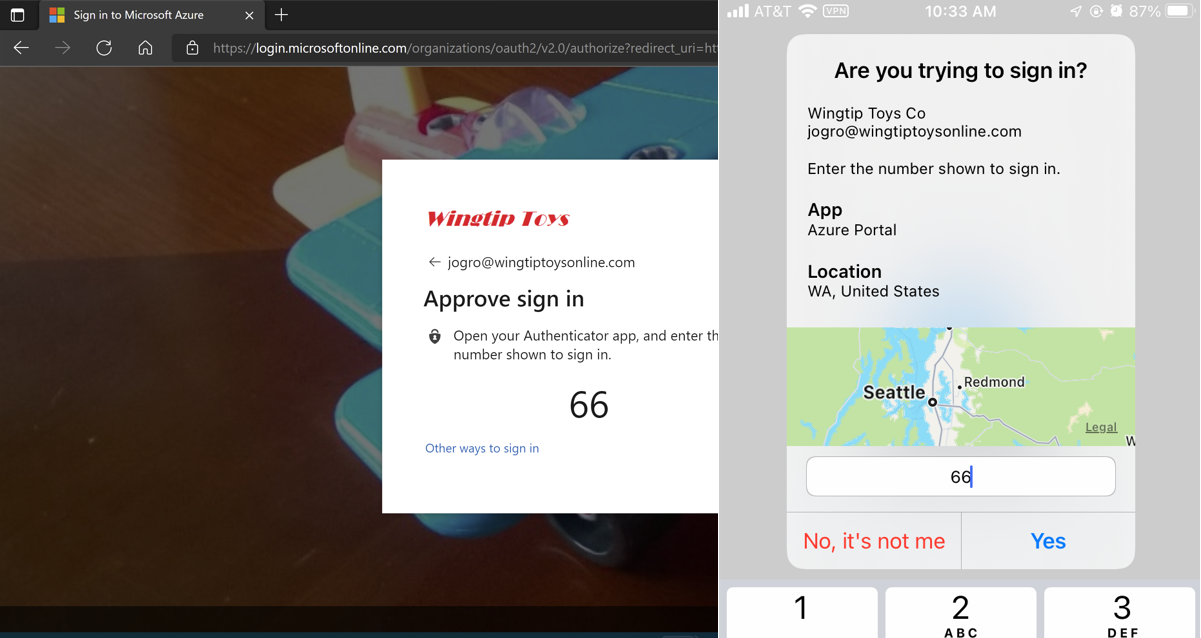 Sign in to Microsoft Azure
https://login.microsoftonline.com/organizations/oauth2/v2.0/authorize?redirect_uri=ht
Wingtip Toys
jogro@wingtiptoysonline.com
Approve sign in
Open your Authenticator app, and enter th
number shown to sign in.
66
Other ways to sign in
AT&T VPN 10:33 AM 87%
Are you trying to sign in?
Wingtip Toys Co
jogro@wingtiptoysonline.com
Enter the number shown to sign in.
App
Azure Portal
Location
WA, United States
Redmond
Seattle
Legal
W
66
No, it's not me Yes
1 2 3
ABC DEF